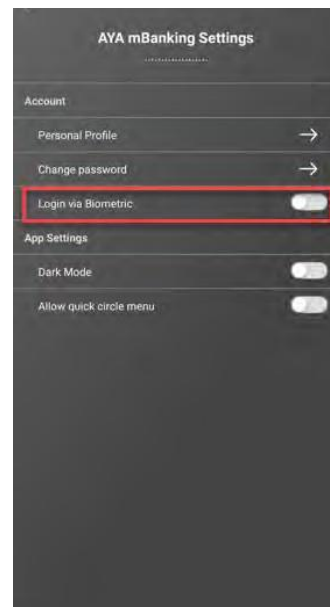 AYA mBanking Settings
Account
Personal Profile
Change password
Login via Biometric
App Settings
Dark Mode
Allow quick circle menu